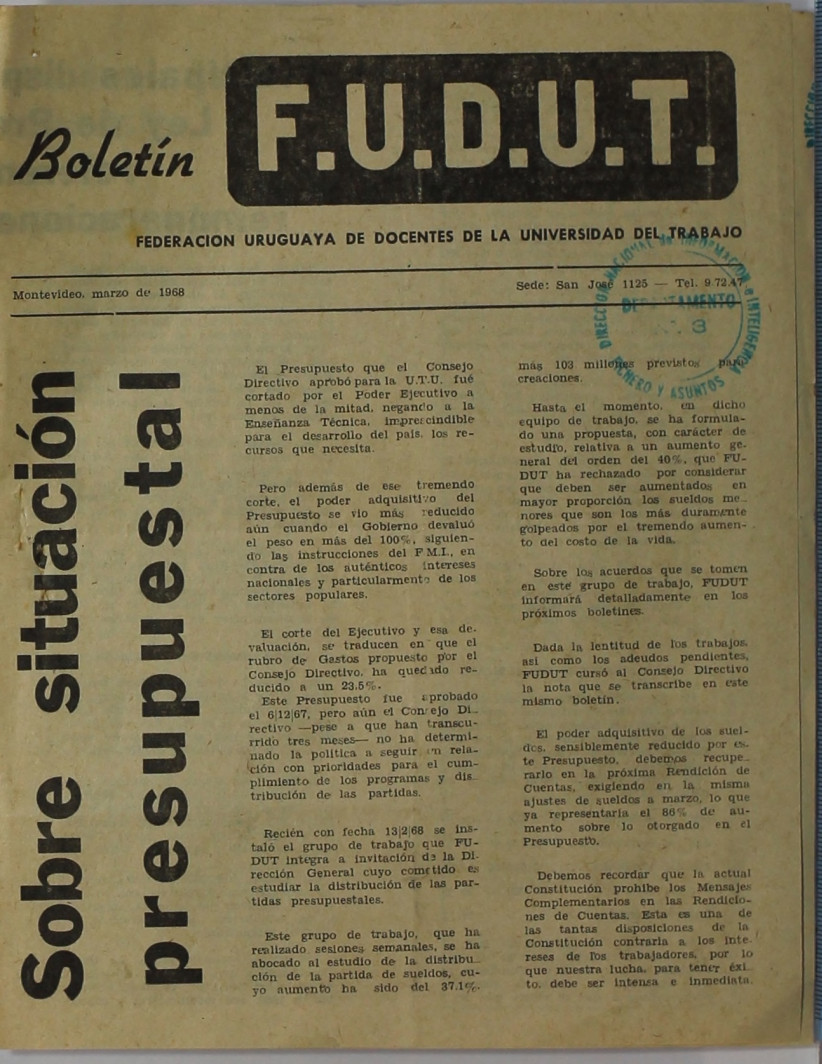 Boletín
F.U.D.U.T.
FEDERACION URUGUAYA DE DOCENTES DE LA UNIVERSIDAD DEL TRABAJO
Montevideo, marzo de 1968
Sede: San José 1125 — Tel. 9 72 47
DIRECCION NACIONAL de INFORMACION e INTELIGENCIA
DEPARTAMENTO
3
Y ASUNTOS
Sobre situación
presupuestal
El Presupuesto que el Consejo
Directivo aprobó para la U.T.U. fué
cortado por el Poder Ejecutivo a
menos de la mitad, negando a la
Enseñanza Técnica, imprescindible
para el desarrollo del país, los re-
cursos que necesita.
Pero además de ese tremendo
corte, el poder adquisitivo del
Presupuesto se vio más reducido
aún cuando el Gobierno devaluó
el peso en más del 100%, siguien-
do las instrucciones del F.M.I., en
contra de los auténticos intereses
nacionales y particularmente de los
sectores populares.
El corte del Ejecutivo y esa de-
valuación, se traducen en que el
rubro de Gastos propuesto por el
Consejo Directivo, ha quedado re-
ducido a un 23,5%.
Este Presupuesto fue aprobado
el 6|12|67, pero aún el Consejo Di_
rectivo —pese a que han transcu-
rrido tres meses— no ha determi-
nado la política a seguir en rela-
ción con prioridades para el cum-
plimiento de los programas y dis_
tribución de las partidas.
Recién con fecha 13|2|68 se ins-
taló el grupo de trabajo que FU-
DUT integra a invitación de la Di-
rección General cuyo cometido es
estudiar la distribución de las par-
tidas presupuestales.
Este grupo de trabajo, que ha
realizado sesiones semanales, se ha
abocado al estudio de la distribu_
ción de la partida de sueldos, cu-
yo aumento ha sido del 37.1%.
más 103 millones previstos para
creaciones.
Hasta el momento, en dicho
equipo de trabajo, se ha formula-
do una propuesta, con carácter de
estudio, relativa a un aumento ge-
neral del orden del 40%, que FU-
DUT ha rechazado por considerar
que deben ser aumentados en
mayor proporción los sueldos me_
nores que son los más duramente
golpeados por el tremendo aumen-
to del costo de la vida.
Sobre los acuerdos que se tomen
en este grupo de trabajo, FUDUT
informará detalladamente en los
próximos boletines.
Dada la lentitud de los trabajos,
asi como los adeudos pendientes,
FUDUT cursó al Consejo Directivo
la nota que se transcribe en este
mismo boletín.
El poder adquisitivo de los suel-
dos, sensiblemente reducido por es-
te Presupuesto, debemos recupe_
rarlo en la próxima Rendición de
Cuentas, exigiendo en la misma
ajustes de sueldos a marzo, lo que
ya representaría el 86% de au-
mento sobre lo otorgado en el
Presupuesto.
Debemos recordar que la actual
Constitución prohibe los Mensajes
Complementarios en las Rendicio-
nes de Cuentas. Esta es una de
las tantas disposiciones de la
Constitución contraria a los inte-
reses de los trabajadores, por lo
que nuestra lucha, para tener éxi-
to, debe ser intensa e inmediata.